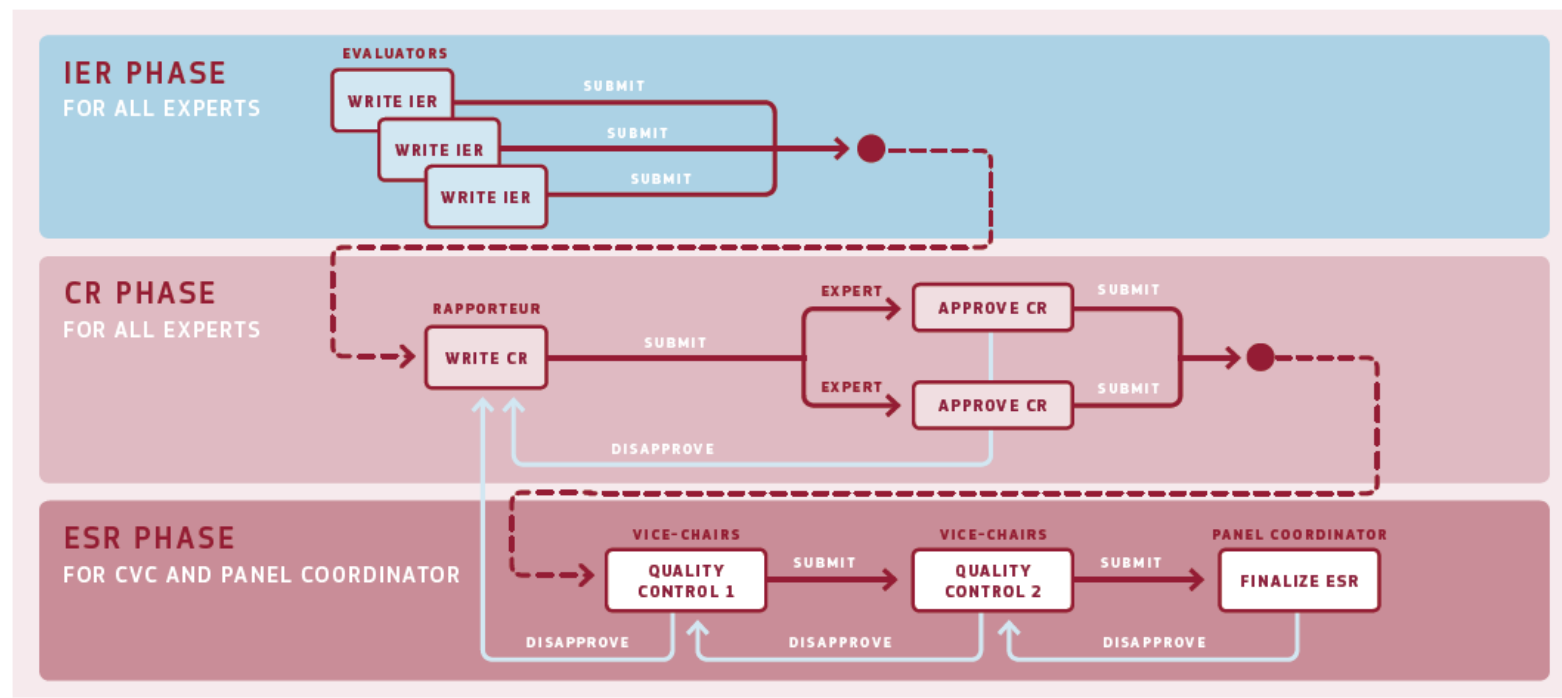 IER PHASE
FOR ALL EXPERTS
EVALUATORS
WRITE IER
WRITE IER
WRITE IER
SUBMIT
SUBMIT
SUBMIT
CR PHASE
FOR ALL EXPERTS
RAPPORTEUR
WRITE CR
SUBMIT
EXPERT
APPROVE CR
SUBMIT
EXPERT
APPROVE CR
SUBMIT
DISAPPROVE
ESR PHASE
FOR CVC AND PANEL COORDINATOR
VICE-CHAIRS
QUALITY
CONTROL 1
SUBMIT
VICE-CHAIRS
QUALITY
CONTROL 2
SUBMIT
PANEL COORDINATOR
FINALIZE ESR
DISAPPROVE
DISAPPROVE
DISAPPROVE